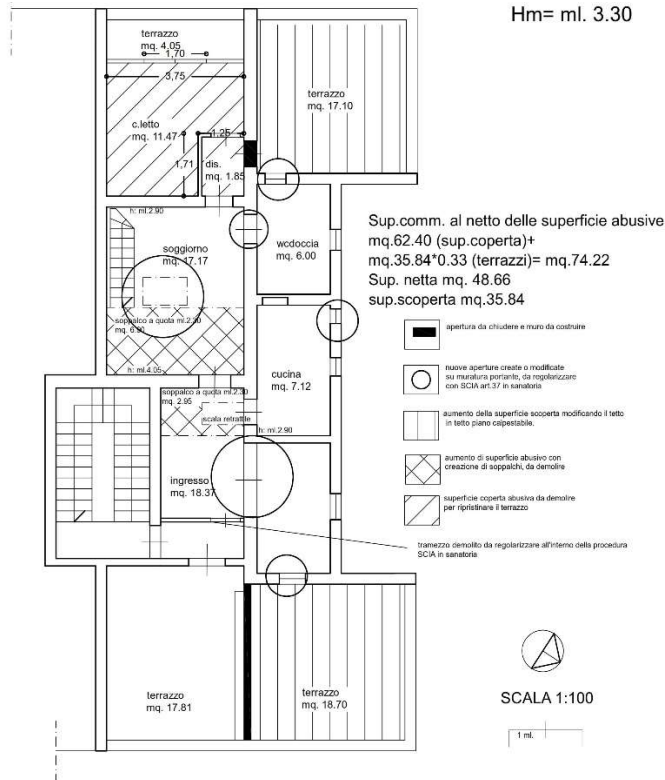 Hm= ml. 3.30
terrazzo
mq. 4.05
1,70
3,75
terrazzo
mq. 17.10
c.letto
mq. 11.47
1,25
1,71
dis.
mq. 1.85
h: ml.2.90
soggiorno
mq. 17.17
wcdoccia
mq. 6.00
Sup.comm. al netto delle superficie abusive
mq.62.40 (sup.coperta)+
mq.35.84*0.33 (terrazzi)= mq.74.22
Sup. netta mq. 48.66
sup.scoperta mq.35.84
soppalco a quota ml.2.30
mq. 6.90
h: ml.4.05
apertura da chiudere e muro da costruire
nuove aperture create o modificate
su muratura portante, da regolarizzare
con SCIA art.37 in sanatoria
cucina
mq. 7.12
soppalco a quota ml.2.30
mq. 2.95
scala retrattile
h: ml.2.90
aumento della superficie scoperta modificando il tetto
in tetto piano calpestabile.
aumento di superficie abusivo con
creazione di soppalchi, da demolire
ingresso
mq. 18.37
superficie coperta abusiva da demolire
per ripristinare il terrazzo
tramezzo demolito da regolarizzare all'interno della procedura
SCIA in sanatoria
terrazzo
mq. 17.81
terrazzo
mq. 18.70
SCALA 1:100
1 ml.